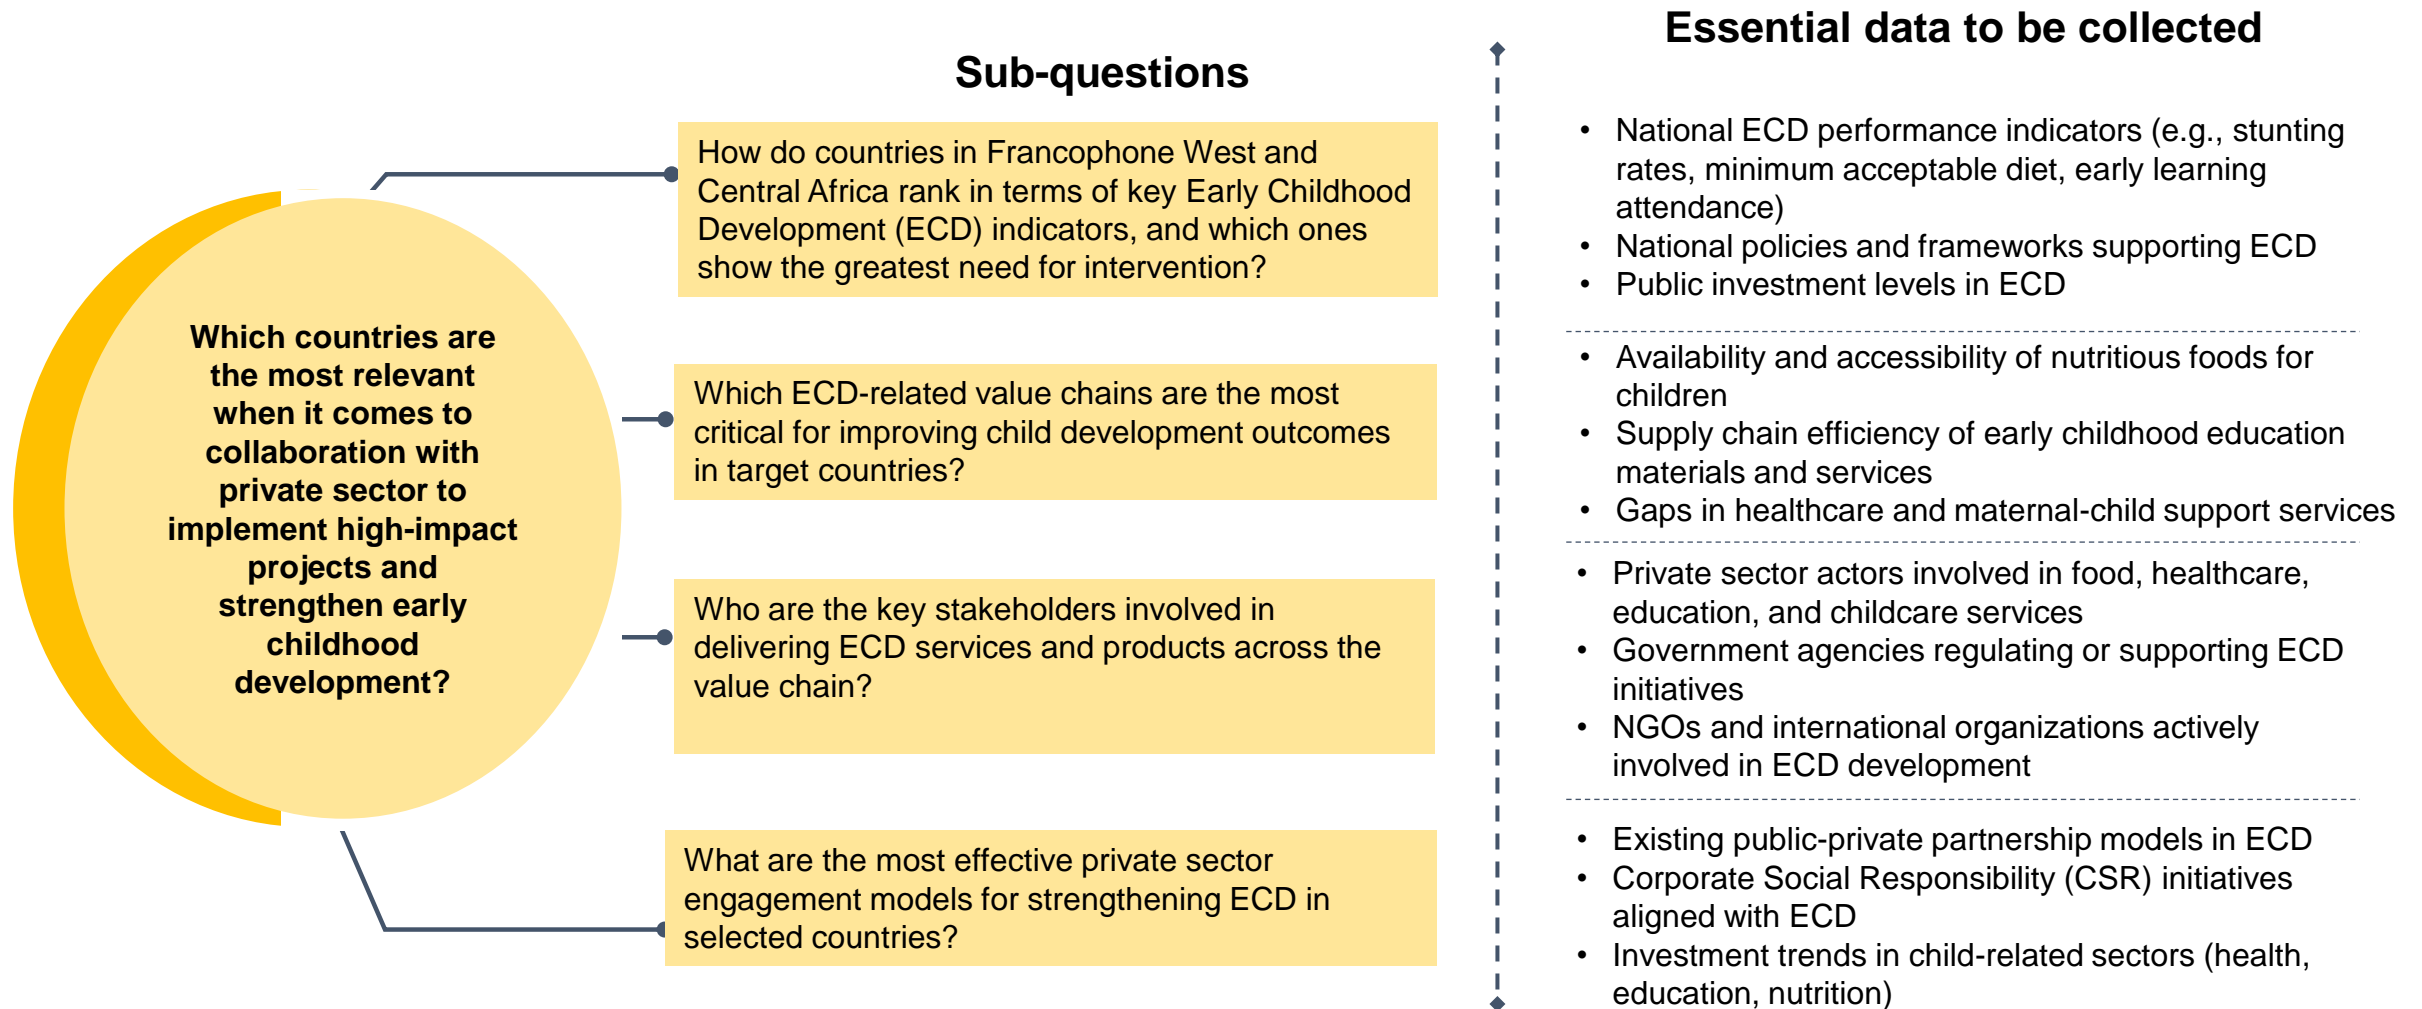 Essential data to be collected
Sub-questions
Which countries are
the most relevant
when it comes to
collaboration with
private sector to
implement high-impact
projects and
strengthen early
childhood
development?
How do countries in Francophone West and
Central Africa rank in terms of key Early Childhood
Development (ECD) indicators, and which ones
show the greatest need for intervention?
• National ECD performance indicators (e.g., stunting
rates, minimum acceptable diet, early learning
attendance)
• National policies and frameworks supporting ECD
• Public investment levels in ECD
Which ECD-related value chains are the most
critical for improving child development outcomes
in target countries?
• Availability and accessibility of nutritious foods for
children
• Supply chain efficiency of early childhood education
materials and services
• Gaps in healthcare and maternal-child support services
Who are the key stakeholders involved in
delivering ECD services and products across the
value chain?
• Private sector actors involved in food, healthcare,
education, and childcare services
• Government agencies regulating or supporting ECD
initiatives
• NGOs and international organizations actively
involved in ECD development
What are the most effective private sector
engagement models for strengthening ECD in
selected countries?
• Existing public-private partnership models in ECD
• Corporate Social Responsibility (CSR) initiatives
aligned with ECD
• Investment trends in child-related sectors (health,
education, nutrition)